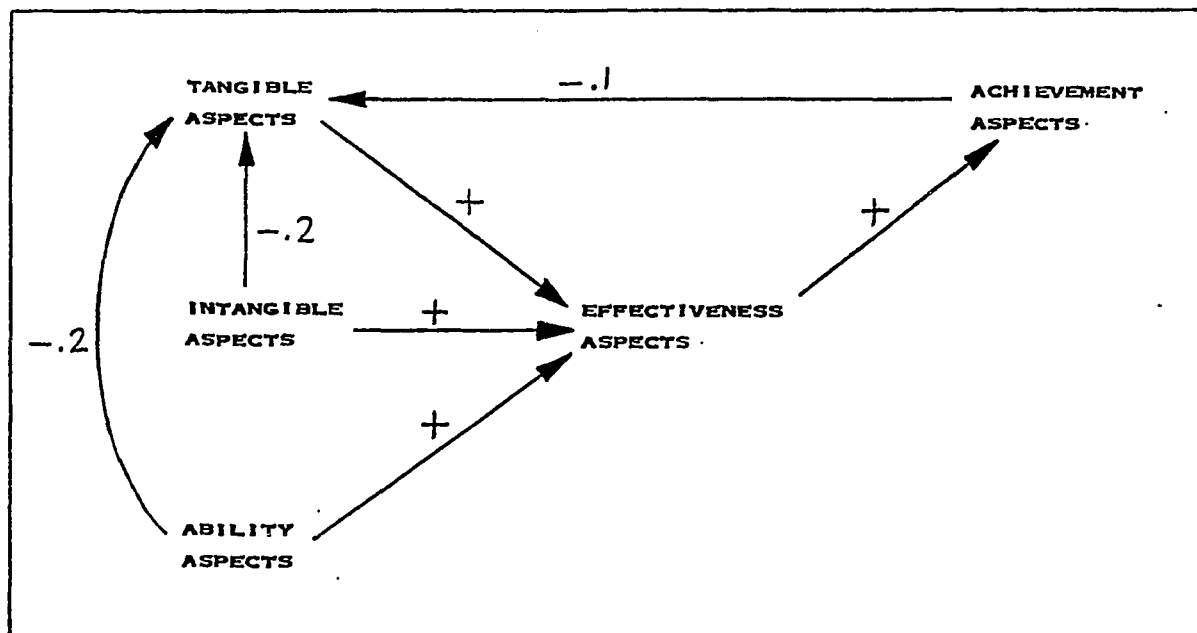 -.1
TANGIBLE
ASPECTS
ACHIEVEMENT
ASPECTS
+
+
-.2
INTANGIBLE
ASPECTS
+
EFFECTIVENESS
ASPECTS
-.2
+
ABILITY
ASPECTS